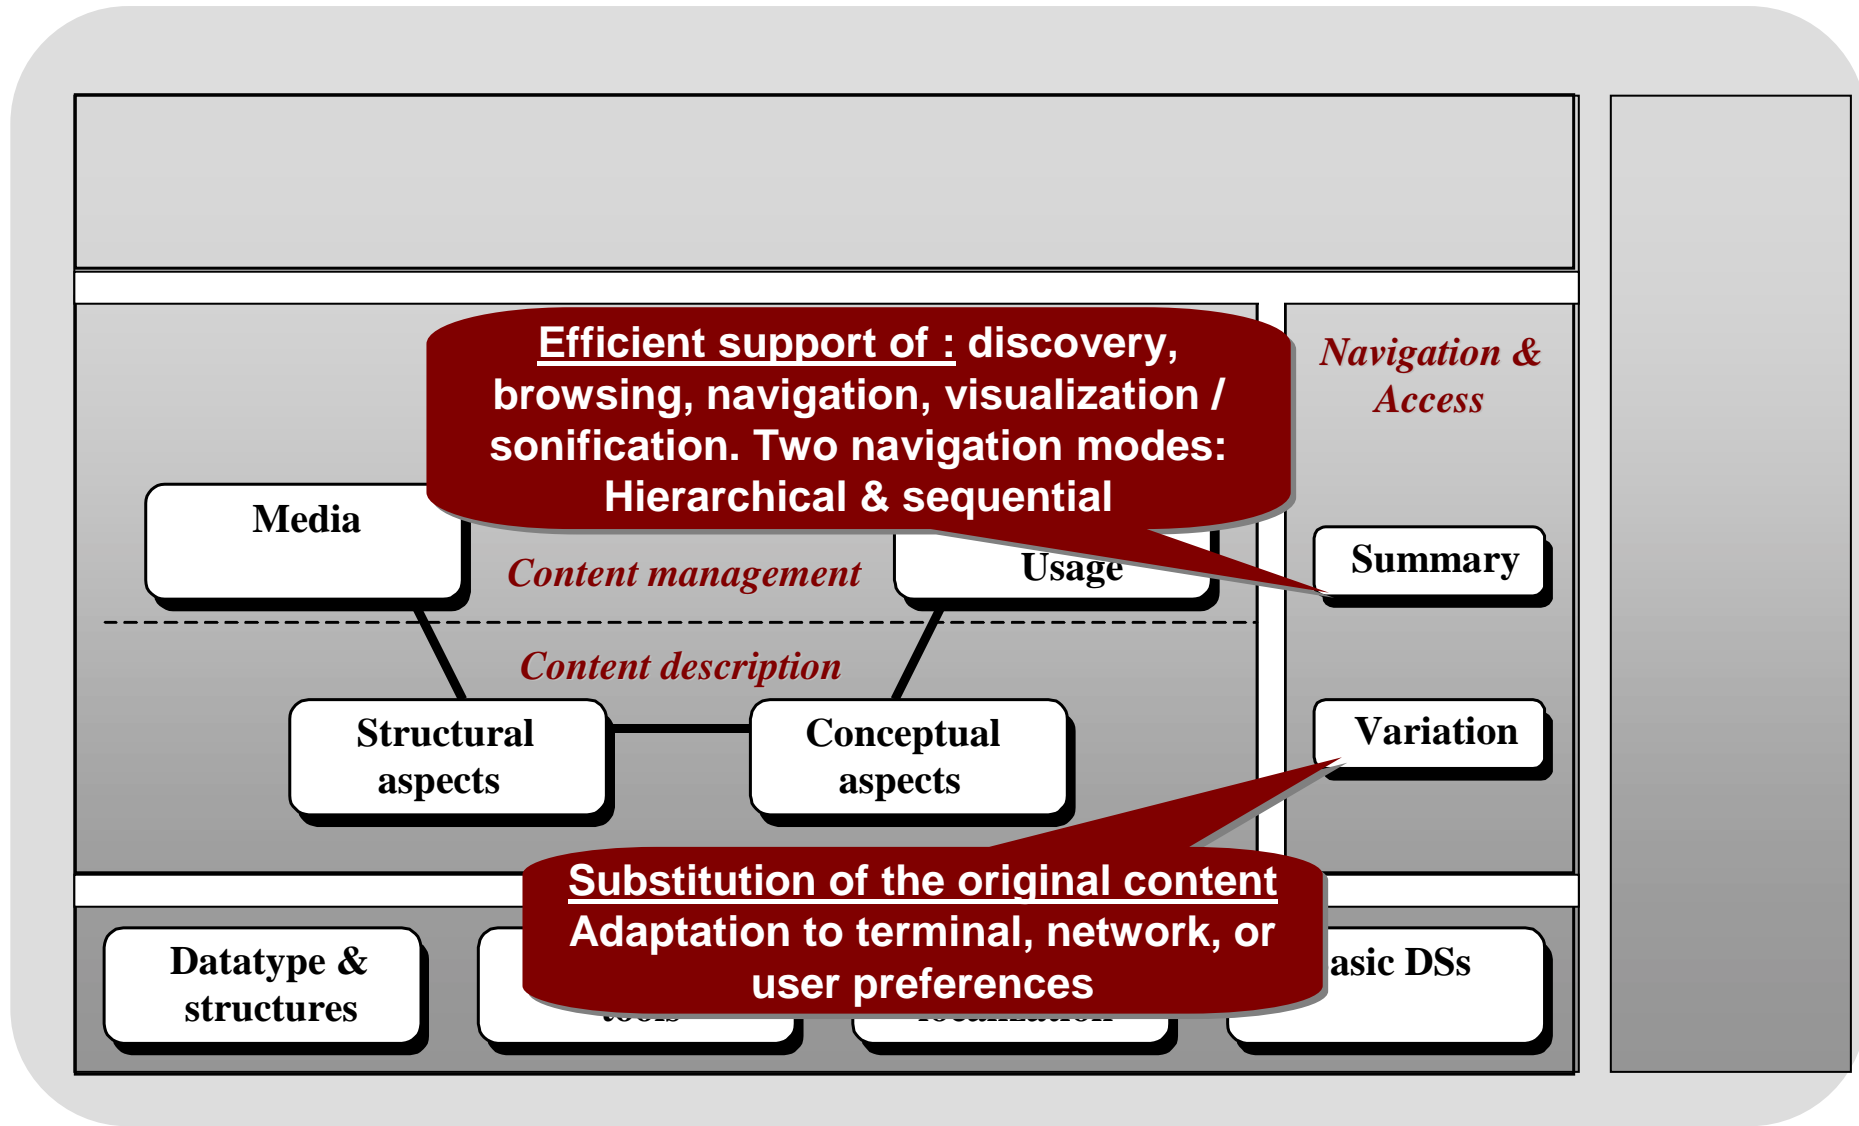 Efficient support of : discovery,
browsing, navigation, visualization /
sonification. Two navigation modes:
Hierarchical & sequential
Navigation &
Access
Media
Content management
Usage
Summary
Content description
Structural
aspects
Conceptual
aspects
Variation
Substitution of the original content
Adaptation to terminal, network, or
user preferences
Datatype &
structures
DSs